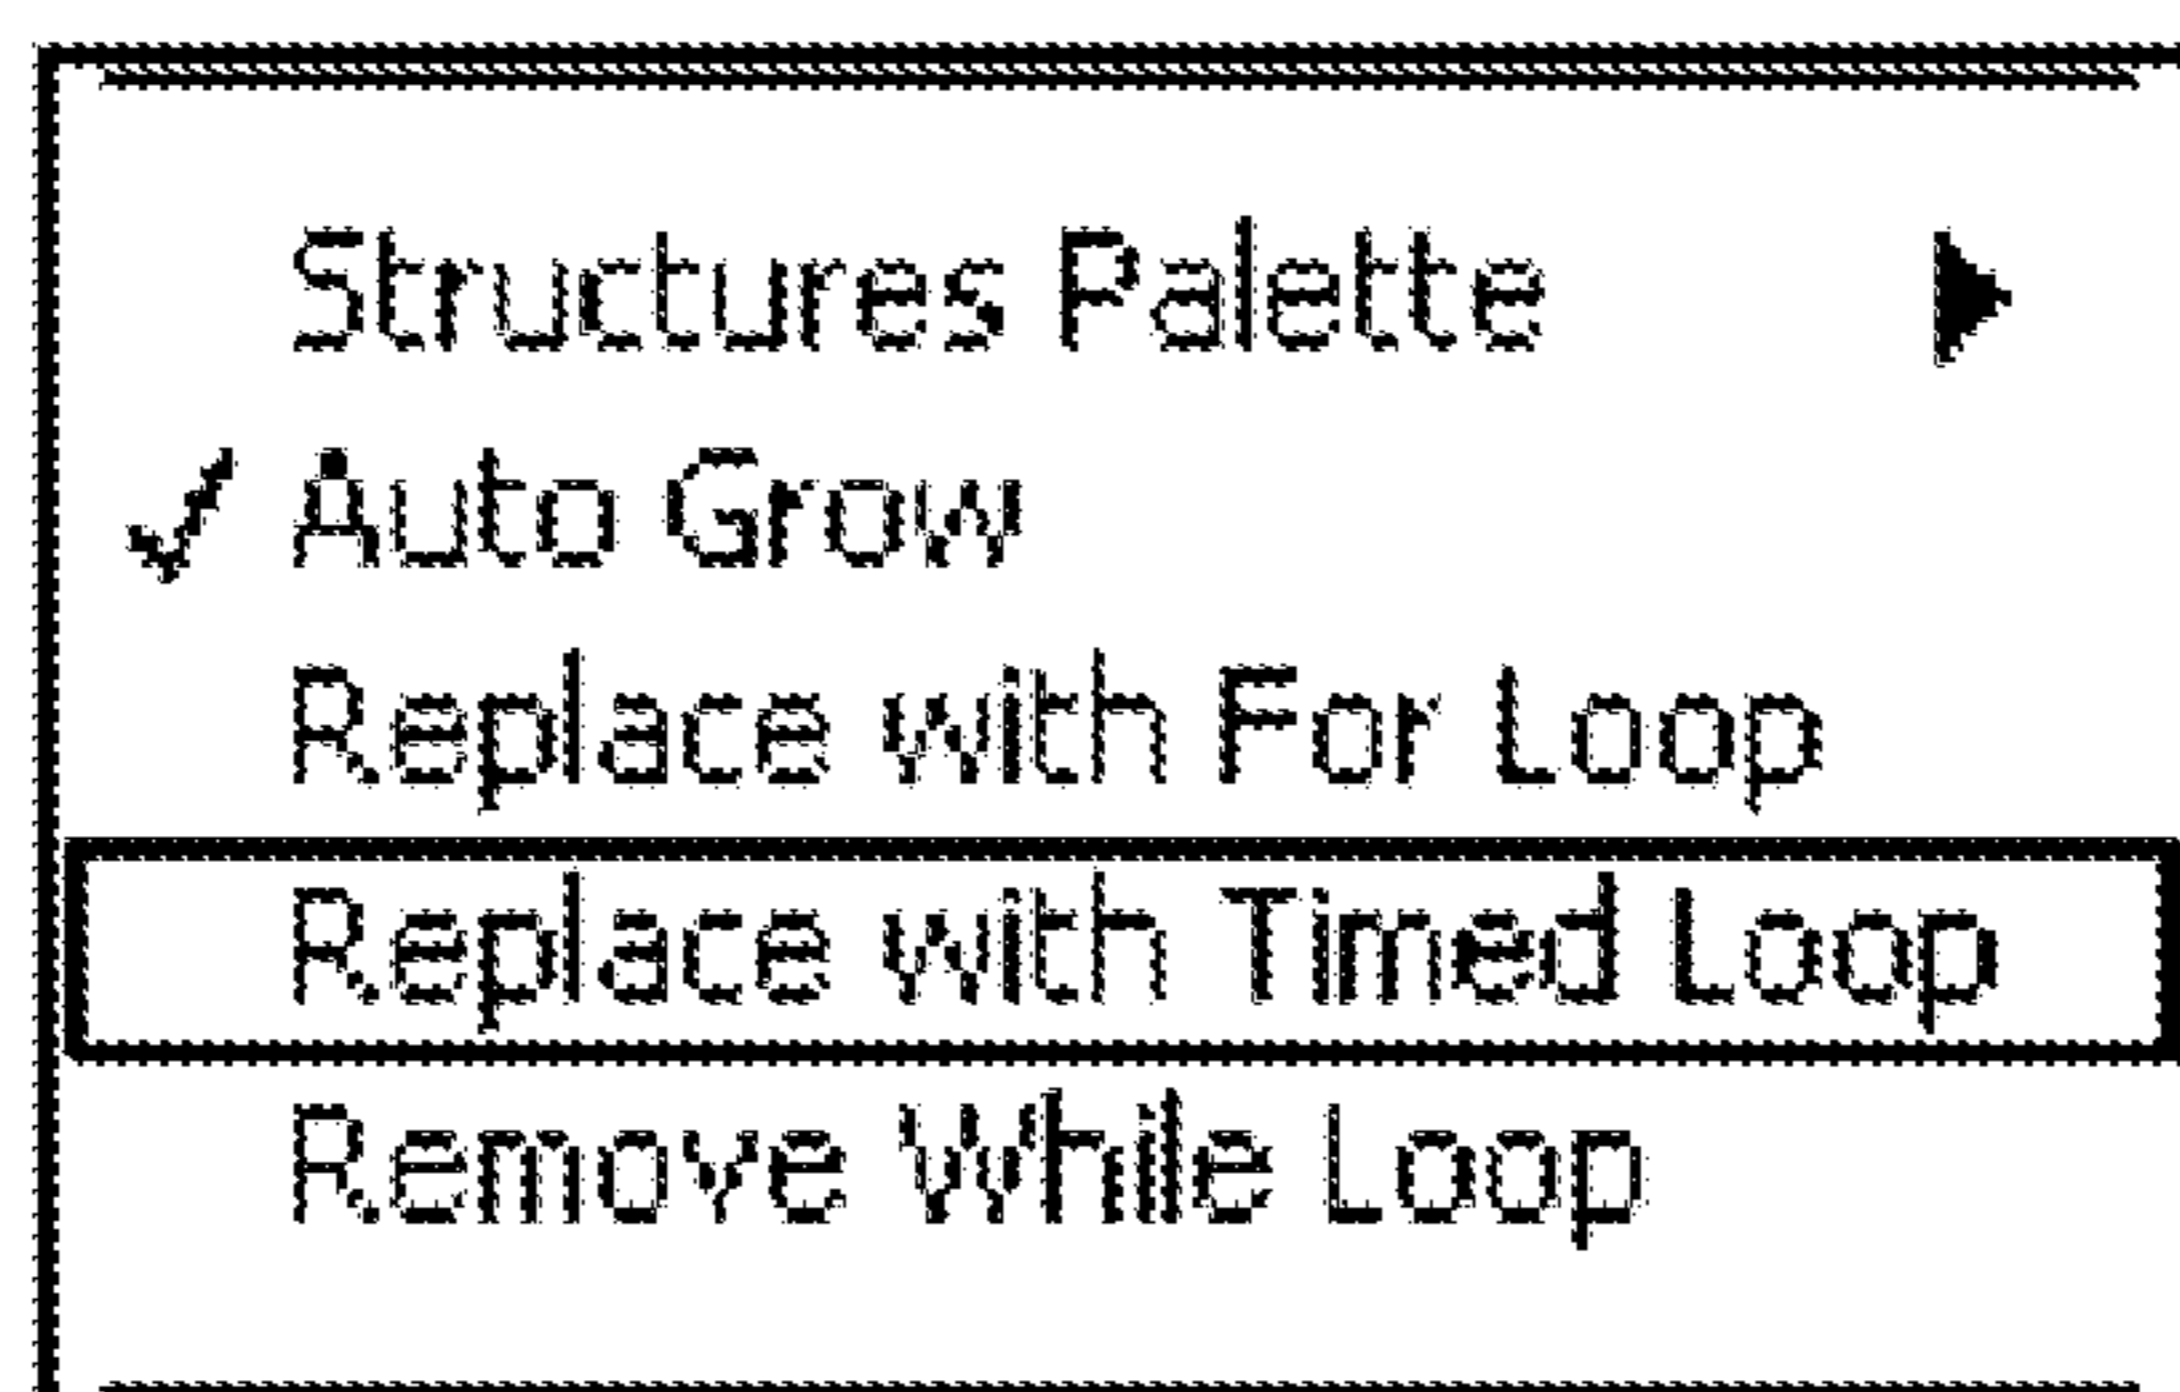 Structures Palette
Auto Grow
Replace with For Loop
Replace with Timed Loop
Remove While Loop